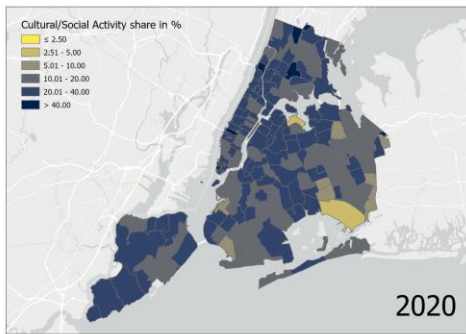 Cultural/Social Activity share in %
≤ 2.50
2.51 - 5.00
5.01 - 10.00
10.01 - 20.00
20.01 - 40.00
> 40.00
2020